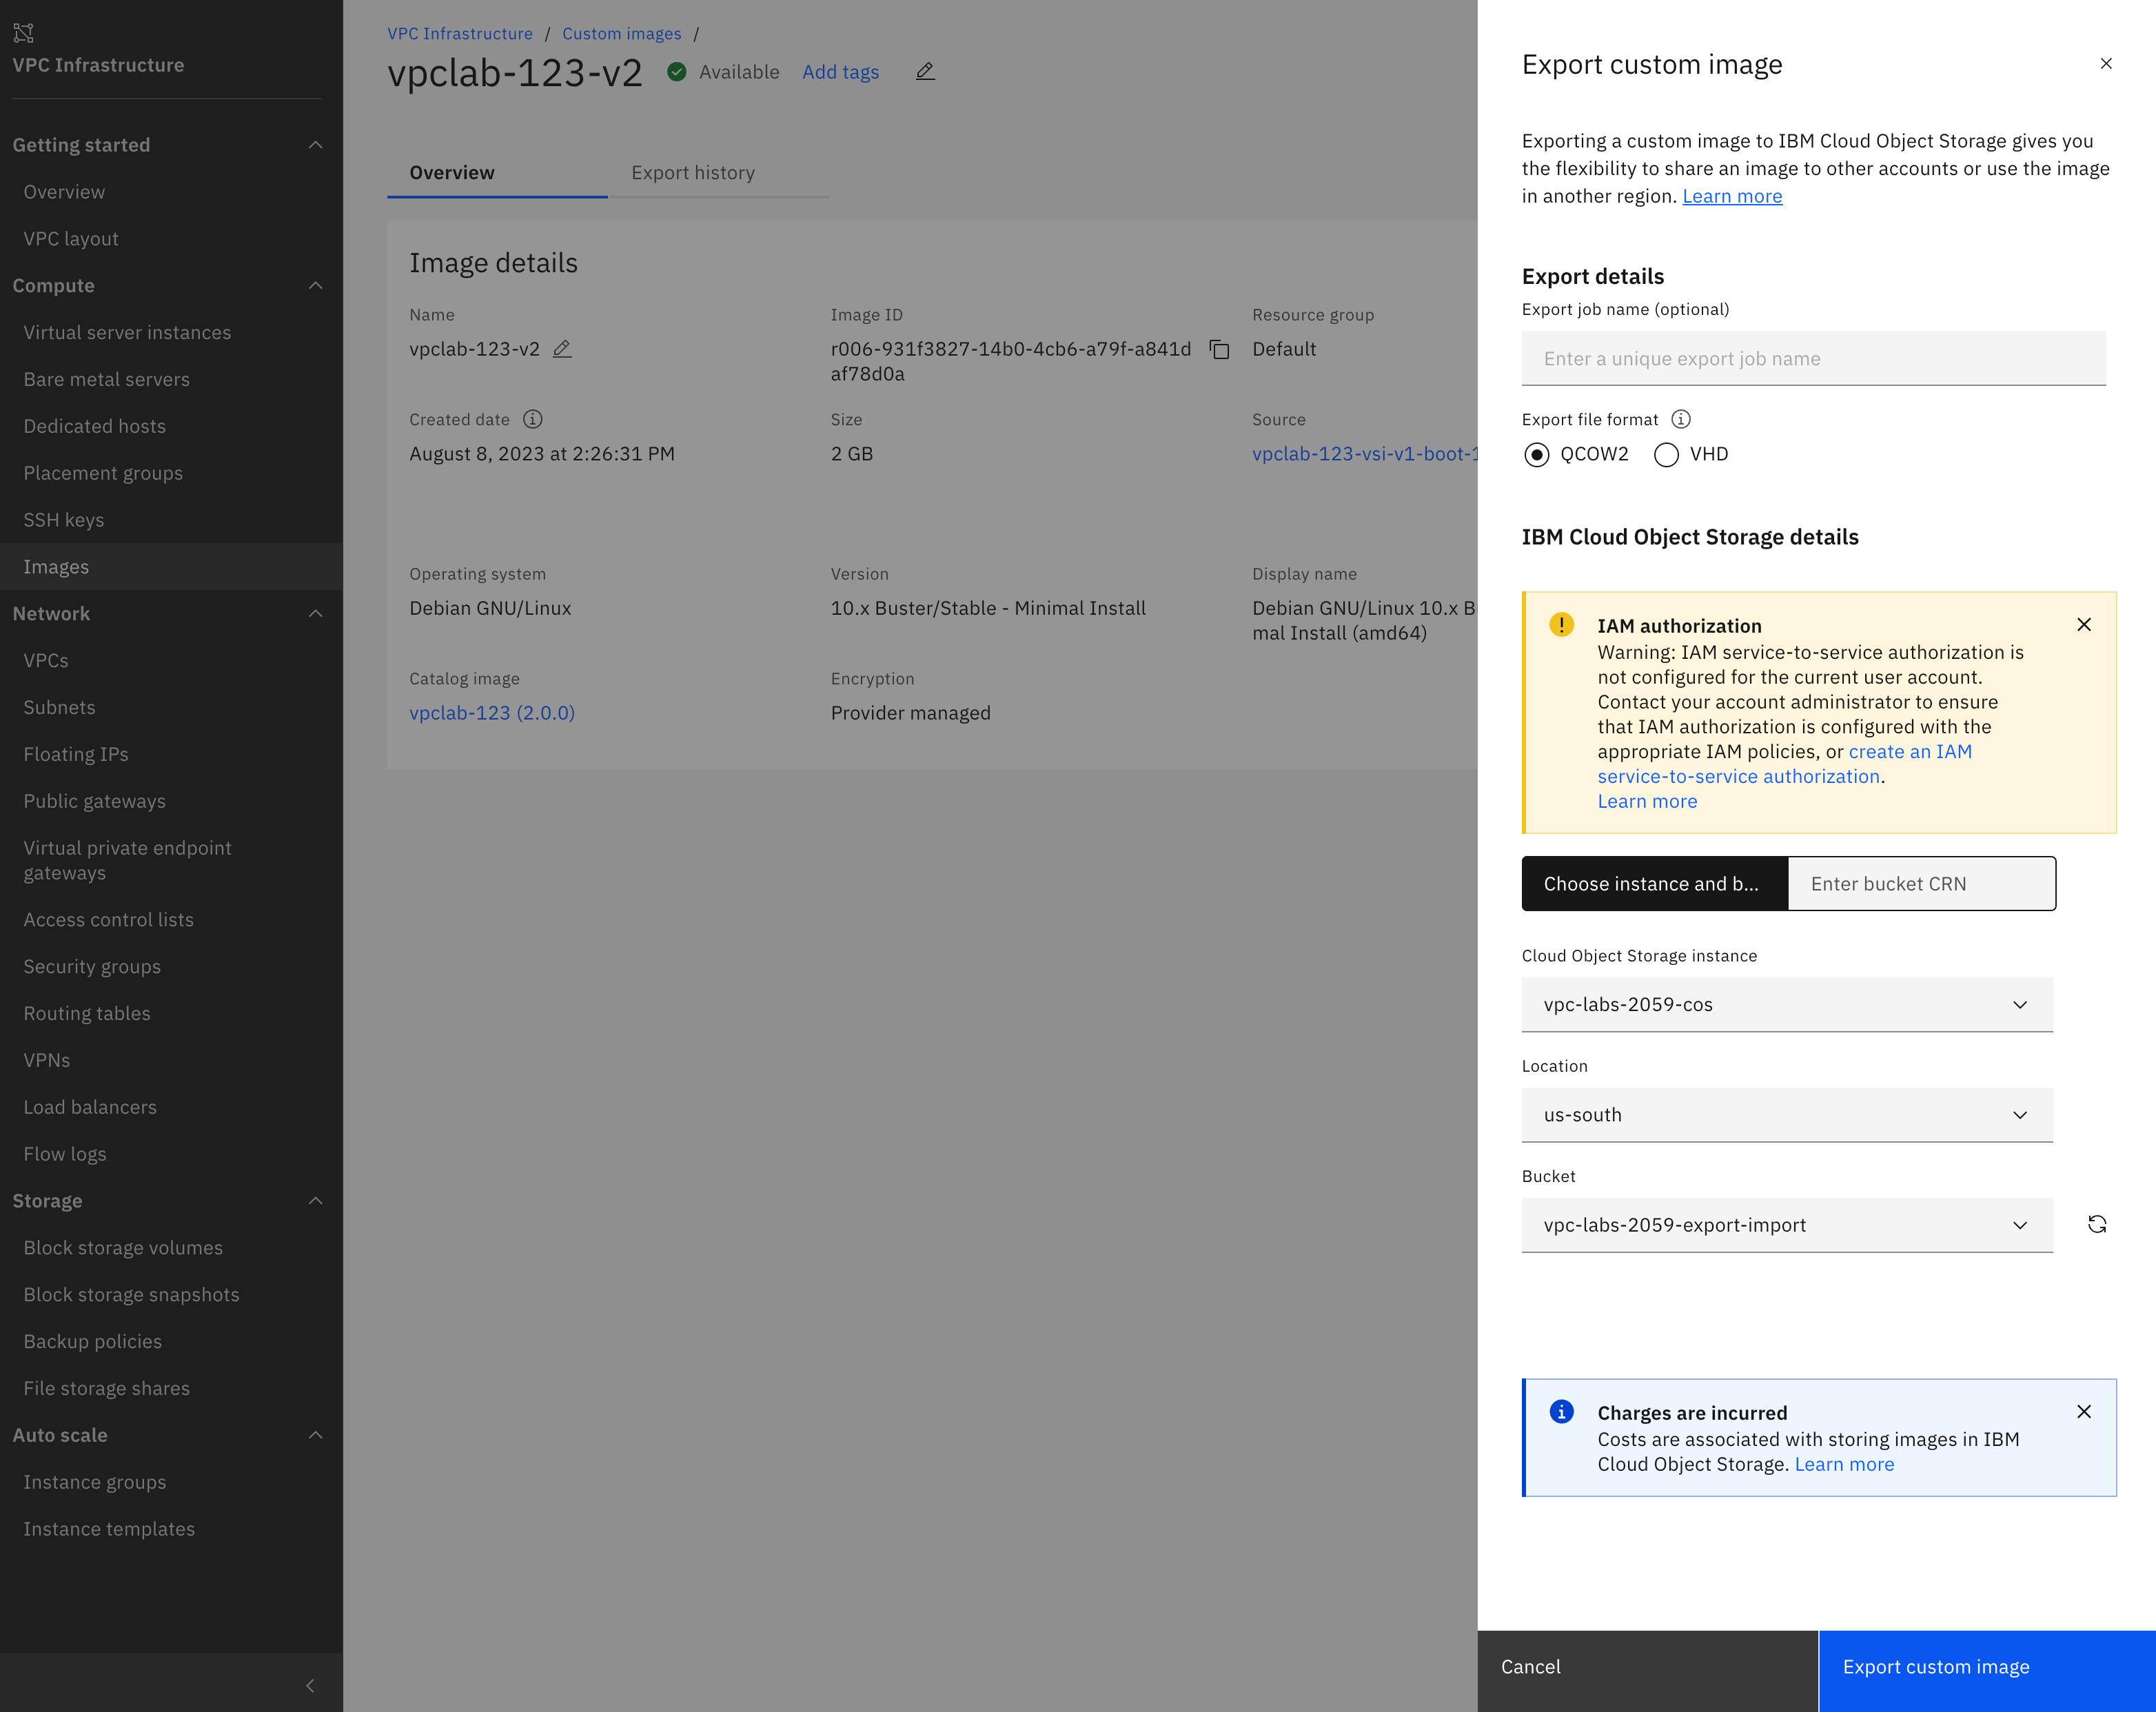 VPC Infrastructure
Getting started
Overview
VPC layout
Compute
Virtual server instances
Bare metal servers
Dedicated hosts
Placement groups
SSH keys
Images
Network
VPCs
Subnets
Floating IPs
Public gateways
Virtual private endpoint
gateways
Access control lists
Security groups
Routing tables
VPNs
Load balancers
Flow logs
Storage
Block storage volumes
Block storage snapshots
Backup policies
File storage shares
Auto scale
Instance groups
Instance templates
VPC Infrastructure / Custom images /
vpclab-123-v2 Available Add tags
Overview Export history
Image details
Name Image ID Resource group
vpclab-123-v2 r006-931f3827-14b0-4cb6-a79f-a841d Default
af78d0a
Created date Size Source
August 8, 2023 at 2:26:31 PM 2 GB vpclab-123-vsi-v1-boot-1
Operating system Version Display name
Debian GNU/Linux 10.x Buster/Stable - Minimal Install Debian GNU/Linux 10.x B
mal Install (amd64)
Catalog image Encryption
vpclab-123 (2.0.0) Provider managed
Export custom image
Exporting a custom image to IBM Cloud Object Storage gives you
the flexibility to share an image to other accounts or use the image
in another region. Learn more
Export details
Export job name (optional)
Enter a unique export job name
Export file format
QCOW2 VHD
IBM Cloud Object Storage details
IAM authorization
Warning: IAM service-to-service authorization is
not configured for the current user account.
Contact your account administrator to ensure
that IAM authorization is configured with the
appropriate IAM policies, or create an IAM
service-to-service authorization.
Learn more
Choose instance and b... Enter bucket CRN
Cloud Object Storage instance
vpc-labs-2059-cos
Location
us-south
Bucket
vpc-labs-2059-export-import
Charges are incurred
Costs are associated with storing images in IBM
Cloud Object Storage. Learn more
Cancel Export custom image